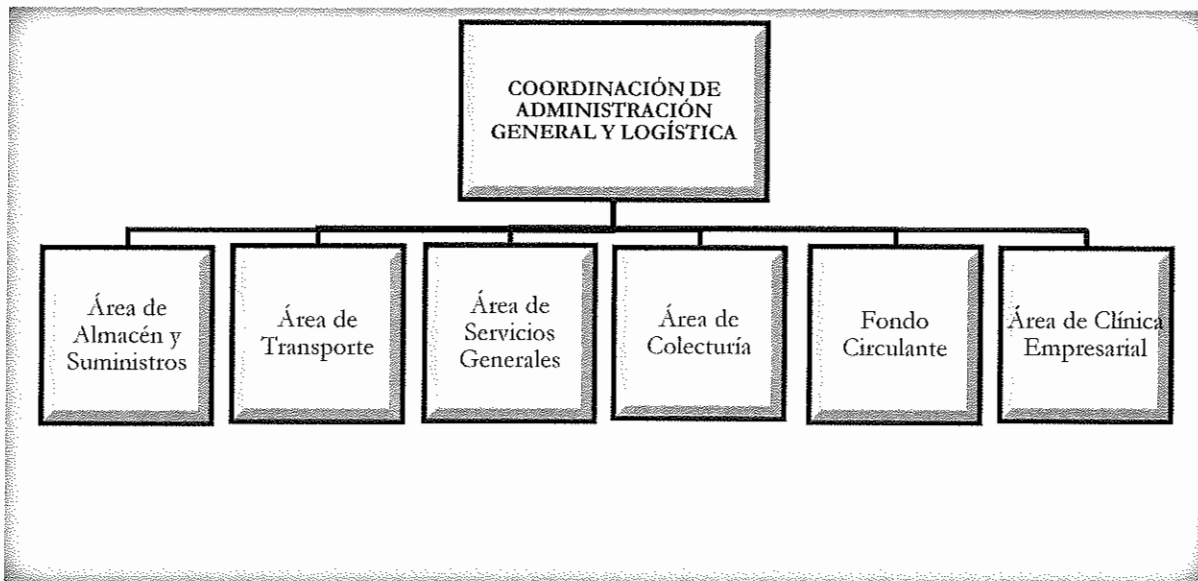 COORDINACIÓN DE
ADMINISTRACIÓN
GENERAL Y LOGÍSTICA
Área de
Almacén y
Suministros
Área de
Transporte
Área de
Servicios
Generales
Área de
Colecturía
Fondo
Circulante
Área de Clínica
Empresarial